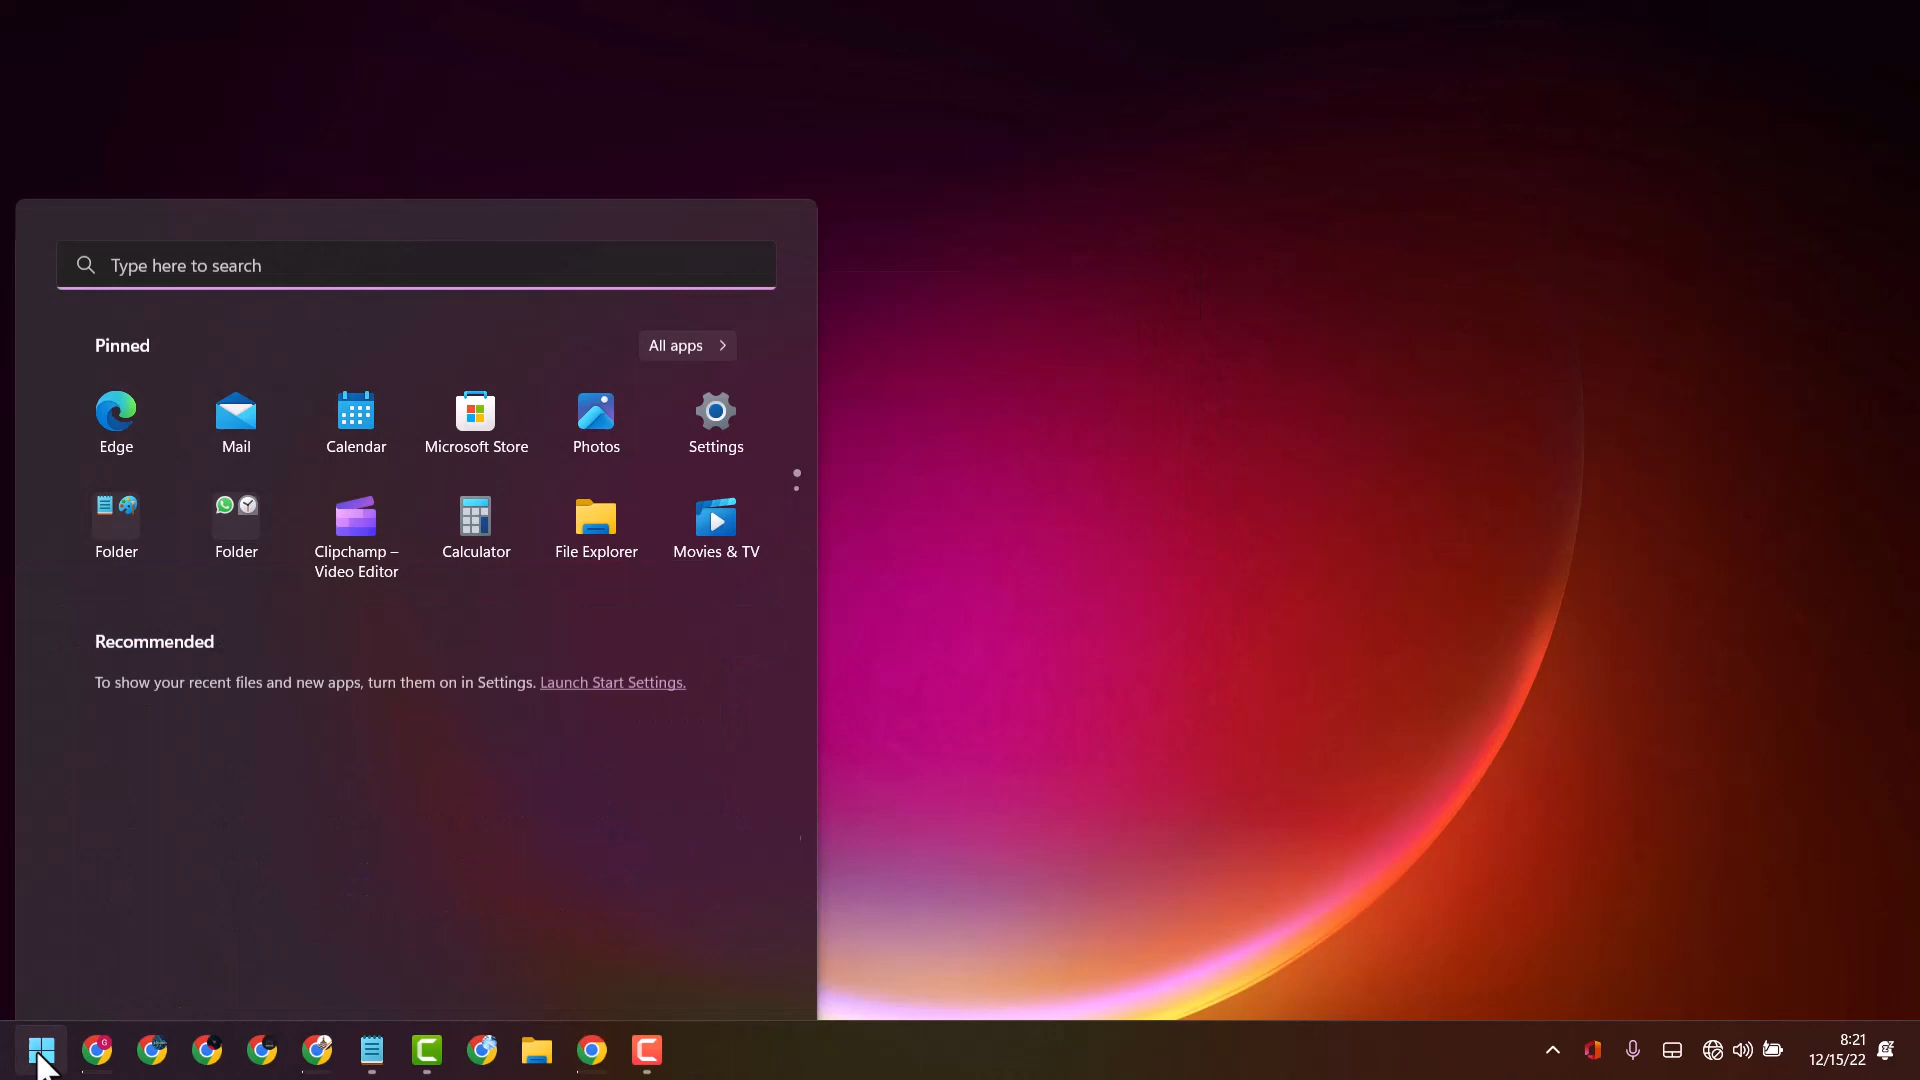 Type here to search
Pinned
All apps
Edge
Mail
Calendar
Microsoft Store
Photos
Settings
Folder
Folder
Clipchamp –
Video Editor
Calculator
File Explorer
Movies & TV
Recommended
To show your recent files and new apps, turn them on in Settings. Launch Start Settings.
8:21
12/15/22